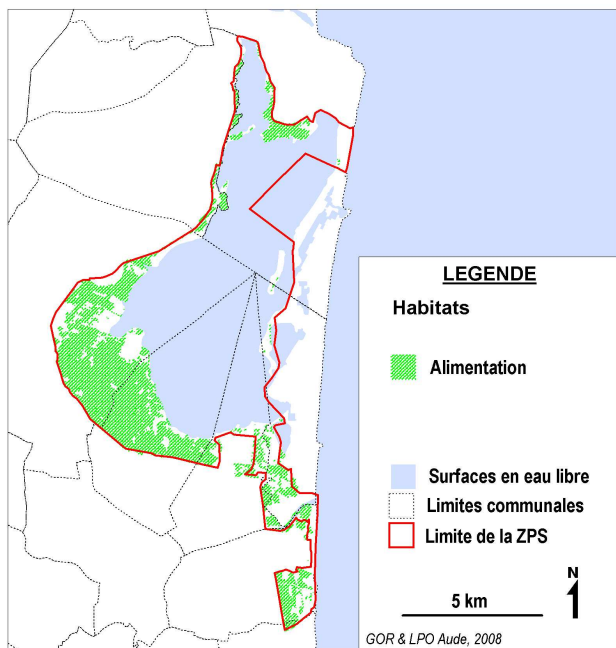 LEGENDE
Habitats
Alimentation
Surfaces en eau libre
Limites communales
Limite de la ZPS
N
5 km
GOR & LPO Aude, 2008